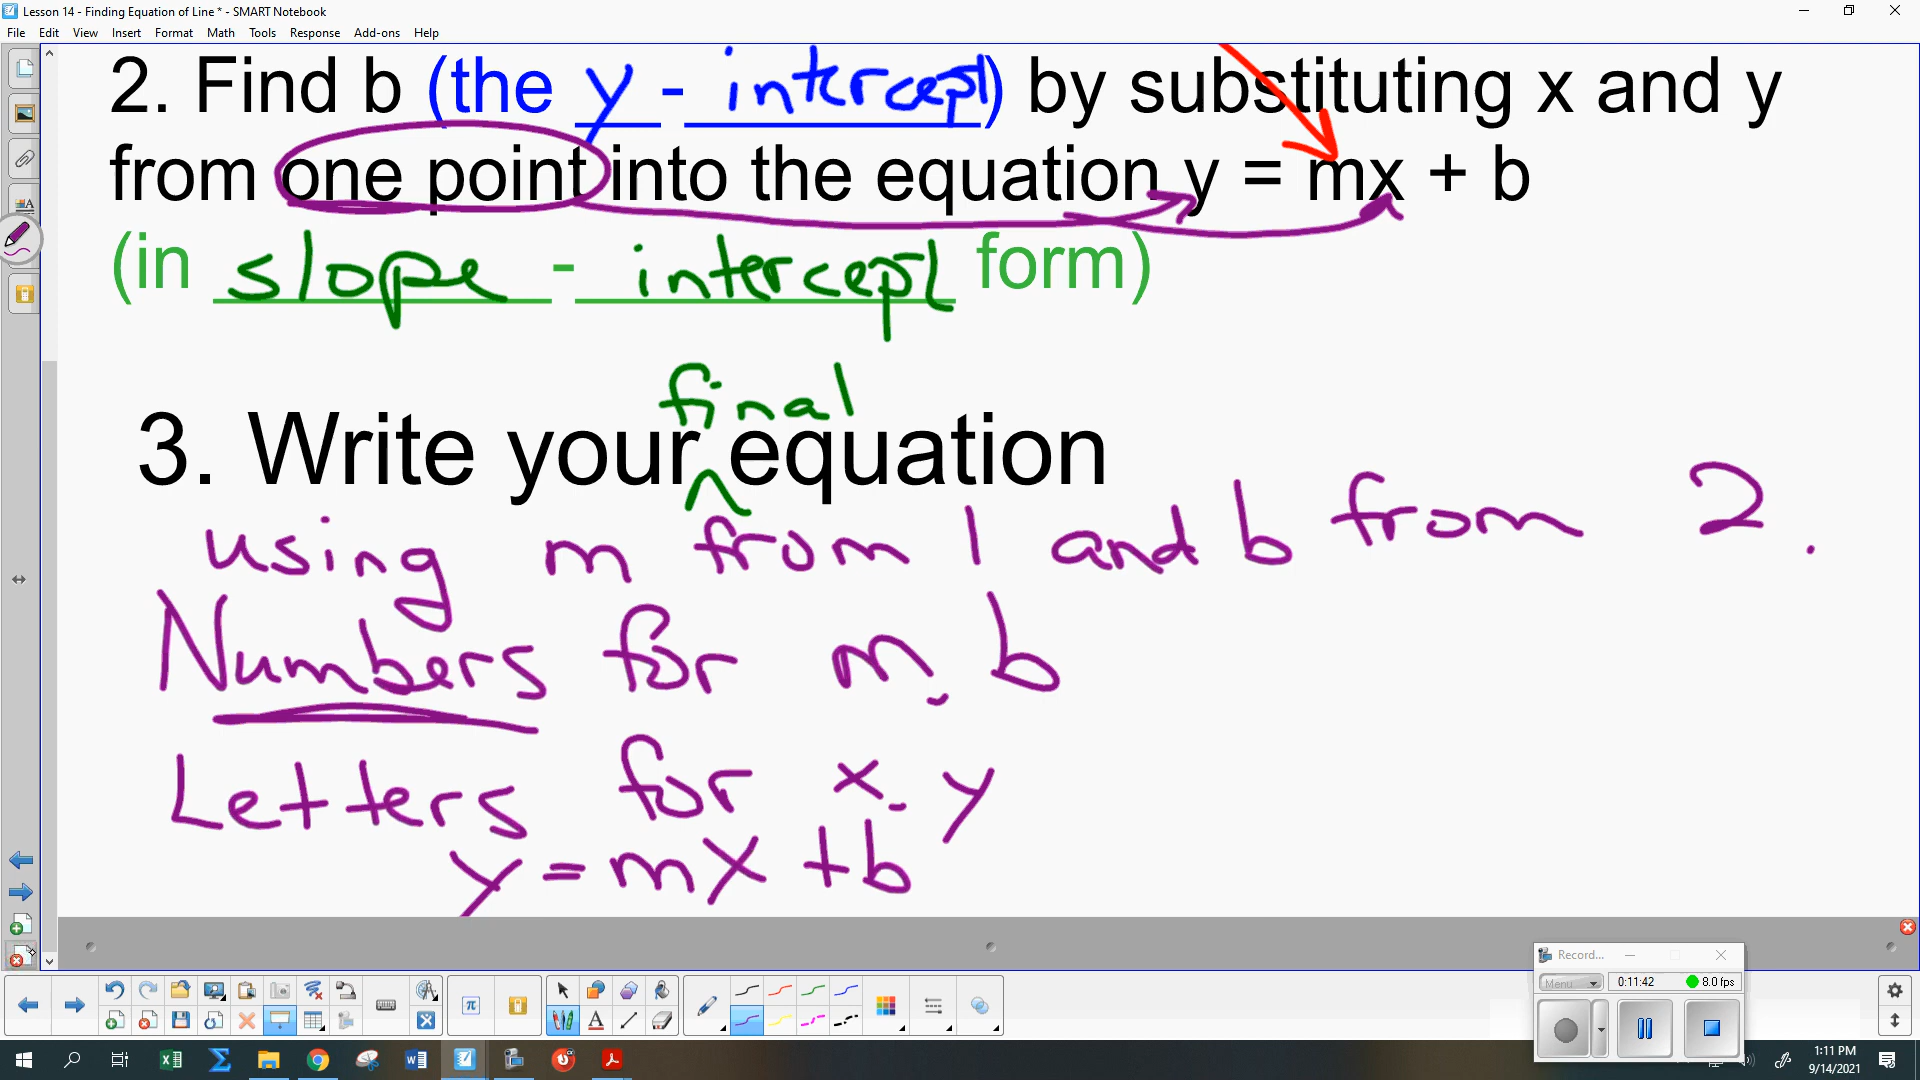 Lesson 14 - Finding Equation of Line * - SMART Notebook
File Edit View Insert Format Math Tools Response Add-ons Help
2. Find b (the y - intercept) by substituting x and y
from one point into the equation y = mx + b
(in slope - intercept form)
final
3. Write your equation
using m from 1 and b from 2.
Numbers for m, b
Letters for x, y
y = mx + b
Record...
Menu 0:11:42 8.0 fps
1:11 PM
9/14/2021